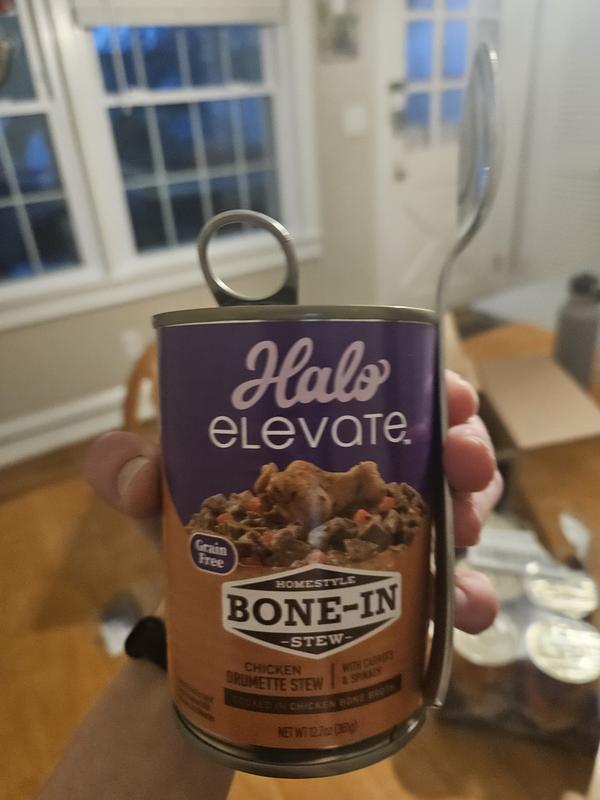 Halo
eLevate
Grain
Free
HOMESTYLE
BONE-IN
-STEW-
CHICKEN
DRUMETTE STEW
WITH CARROTS
& SPINACH
COOKED IN CHICKEN BONE BROTH
NET WT 12.7oz (361g)